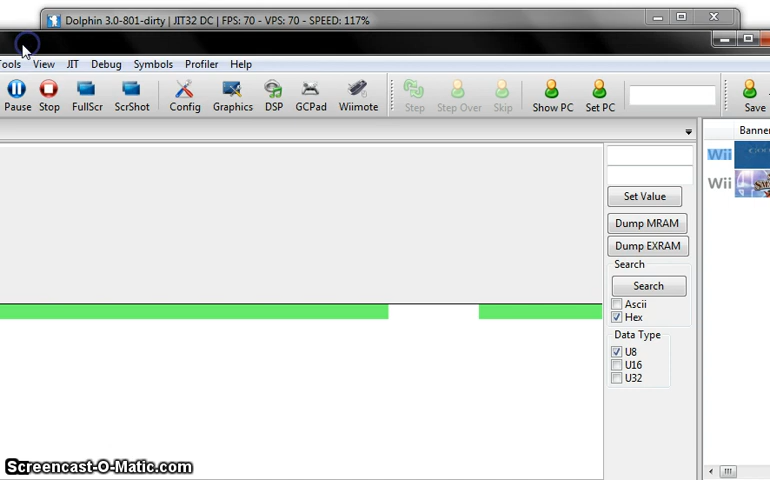 Dolphin 3.0-801-dirty | JIT32 DC | FPS: 70 - VPS: 70 - SPEED: 117%
Tools View JIT Debug Symbols Profiler Help
Pause Stop FullScr ScrShot Config Graphics DSP GCPad Wiimote Step Step Over Skip Show PC Set PC Save
Banner
Wii
Set Value
Wii
Dump MRAM
Dump EXRAM
Search
Search
Ascii
Hex
Data Type
U8
U16
U32
Screencast-O-Matic.com